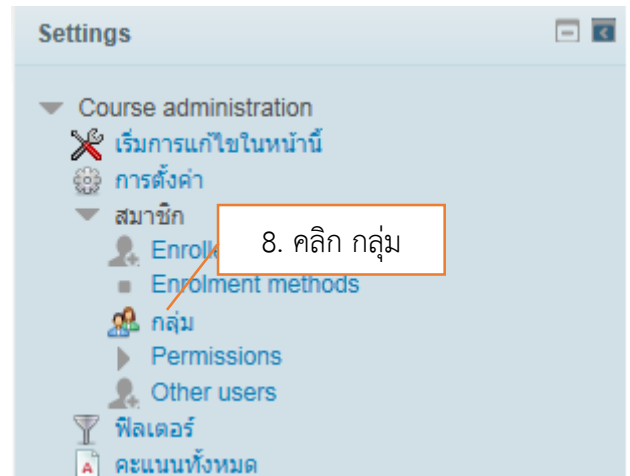 Settings
Course administration
เริ่มการแก้ไขในหน้านี้
การตั้งค่า
สมาชิก
8. คลิก กลุ่ม
Enrolment methods
กลุ่ม
Permissions
Other users
ฟิลเตอร์
คะแนนทั้งหมด